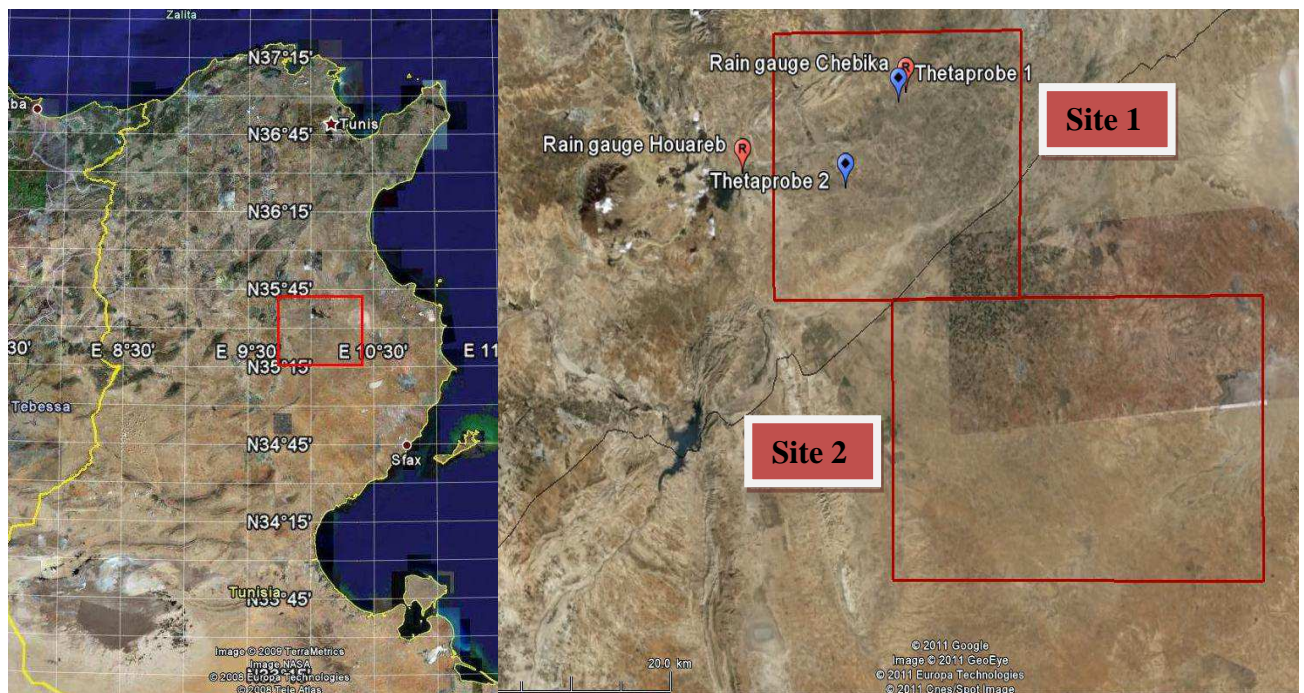 Zalita
N37°15'
Tunis
N36°45'
N36°15'
N35°45'
E 8°30'
E 9°30'
E 10°30'
E 11
N35°15'
Tebessa
N34°45'
Sfax
N34°15'
Tunisia
N33°45'
Image © 2009 TerraMetrics
Image NASA
© 2008 Europa Technologies
© 2008 Tele Atlas
Rain gauge Chebika
R
Thetaprobe 1
Site 1
Rain gauge Houareb
R
Thetaprobe 2
Site 2
20.0 km
© 2011 Google
Image © 2011 GeoEye
© 2011 Europa Technologies
© 2011 Cnes/Spot Image